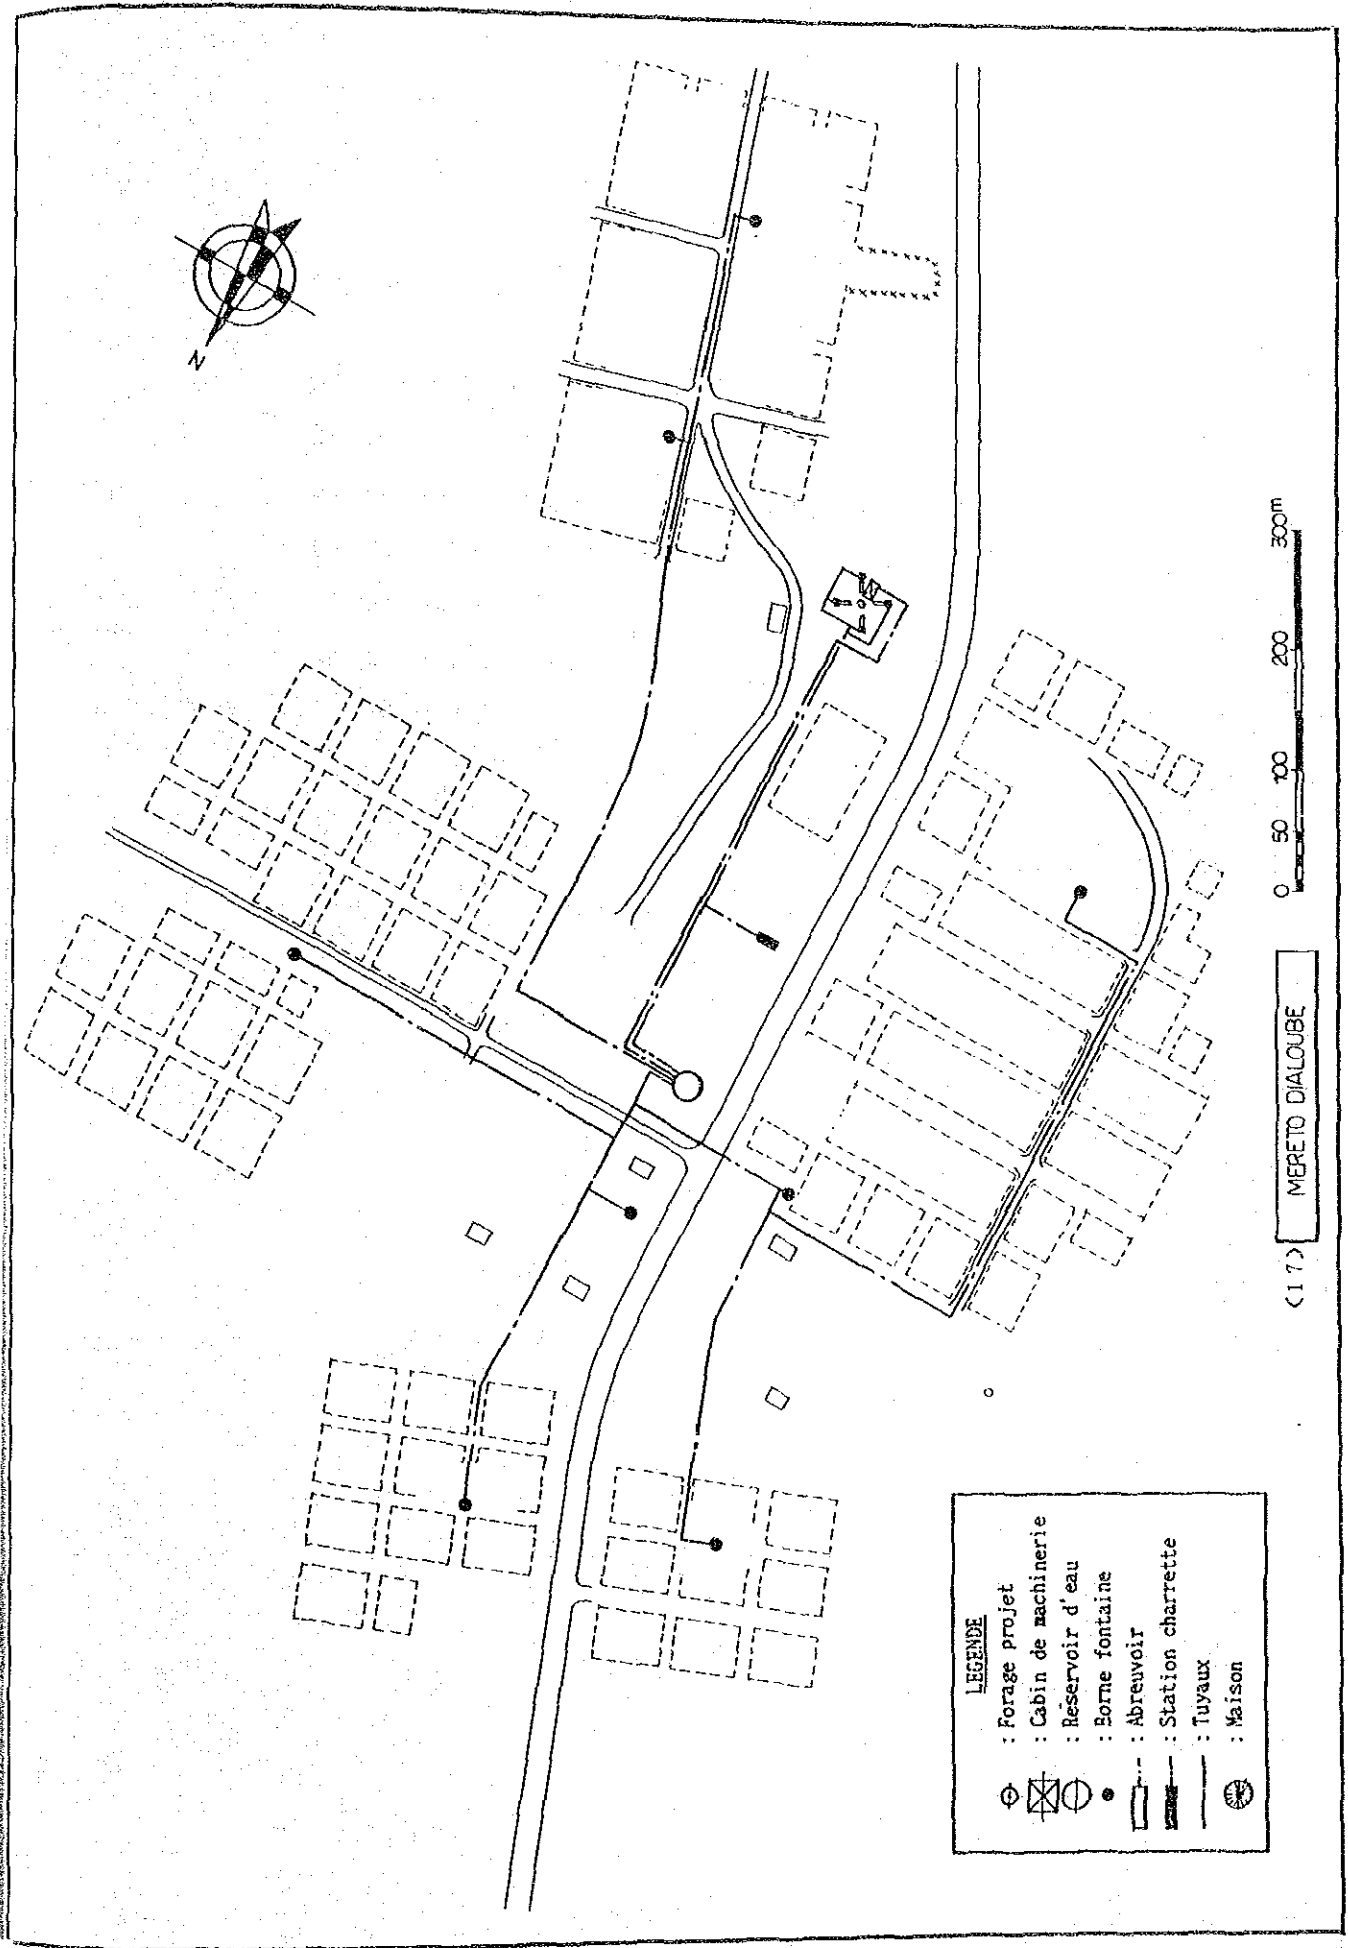 N
LEGENDE
: Forage projet
: Cabin de machinerie
: Réservoir d'eau
: Borne fontaine
: Abreuvoir
: Station charrette
: Tuyaux
: Maison
0 50 100 200 300m
(17) MERETO DIALOUBE